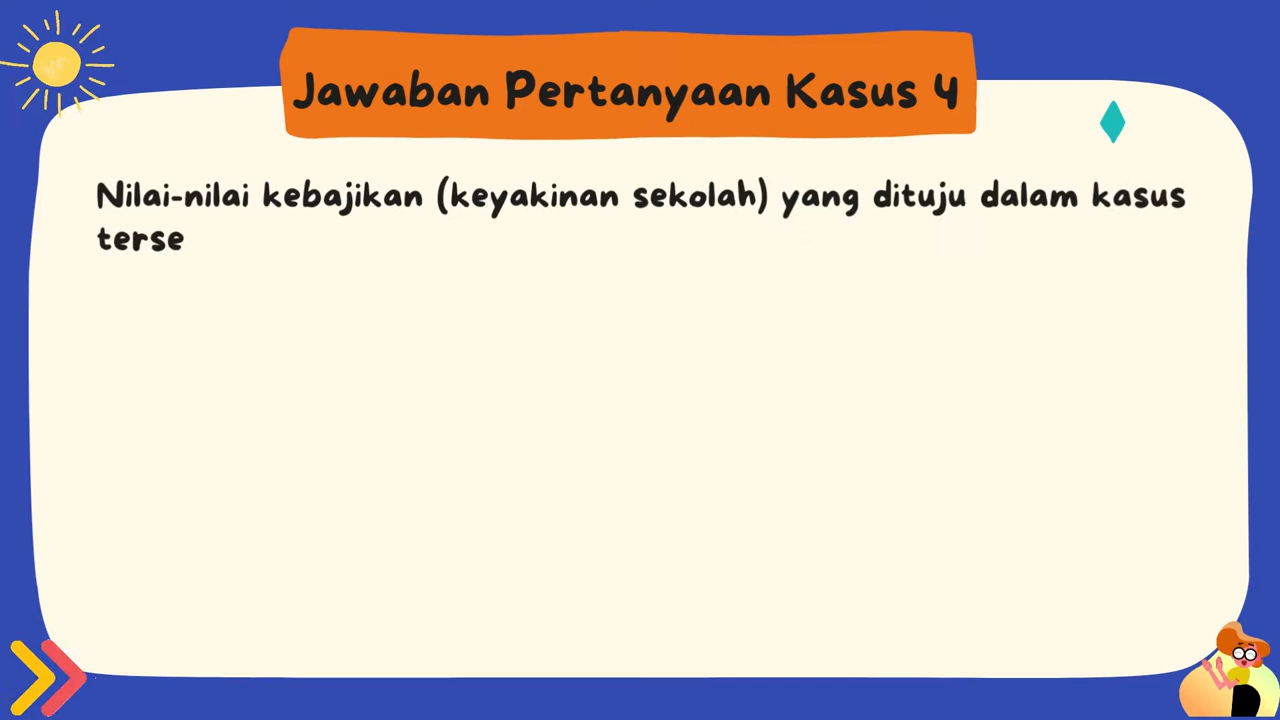 Jawaban Pertanyaan Kasus 4
Nilai-nilai kebajikan (keyakinan sekolah) yang dituju dalam kasus
terse